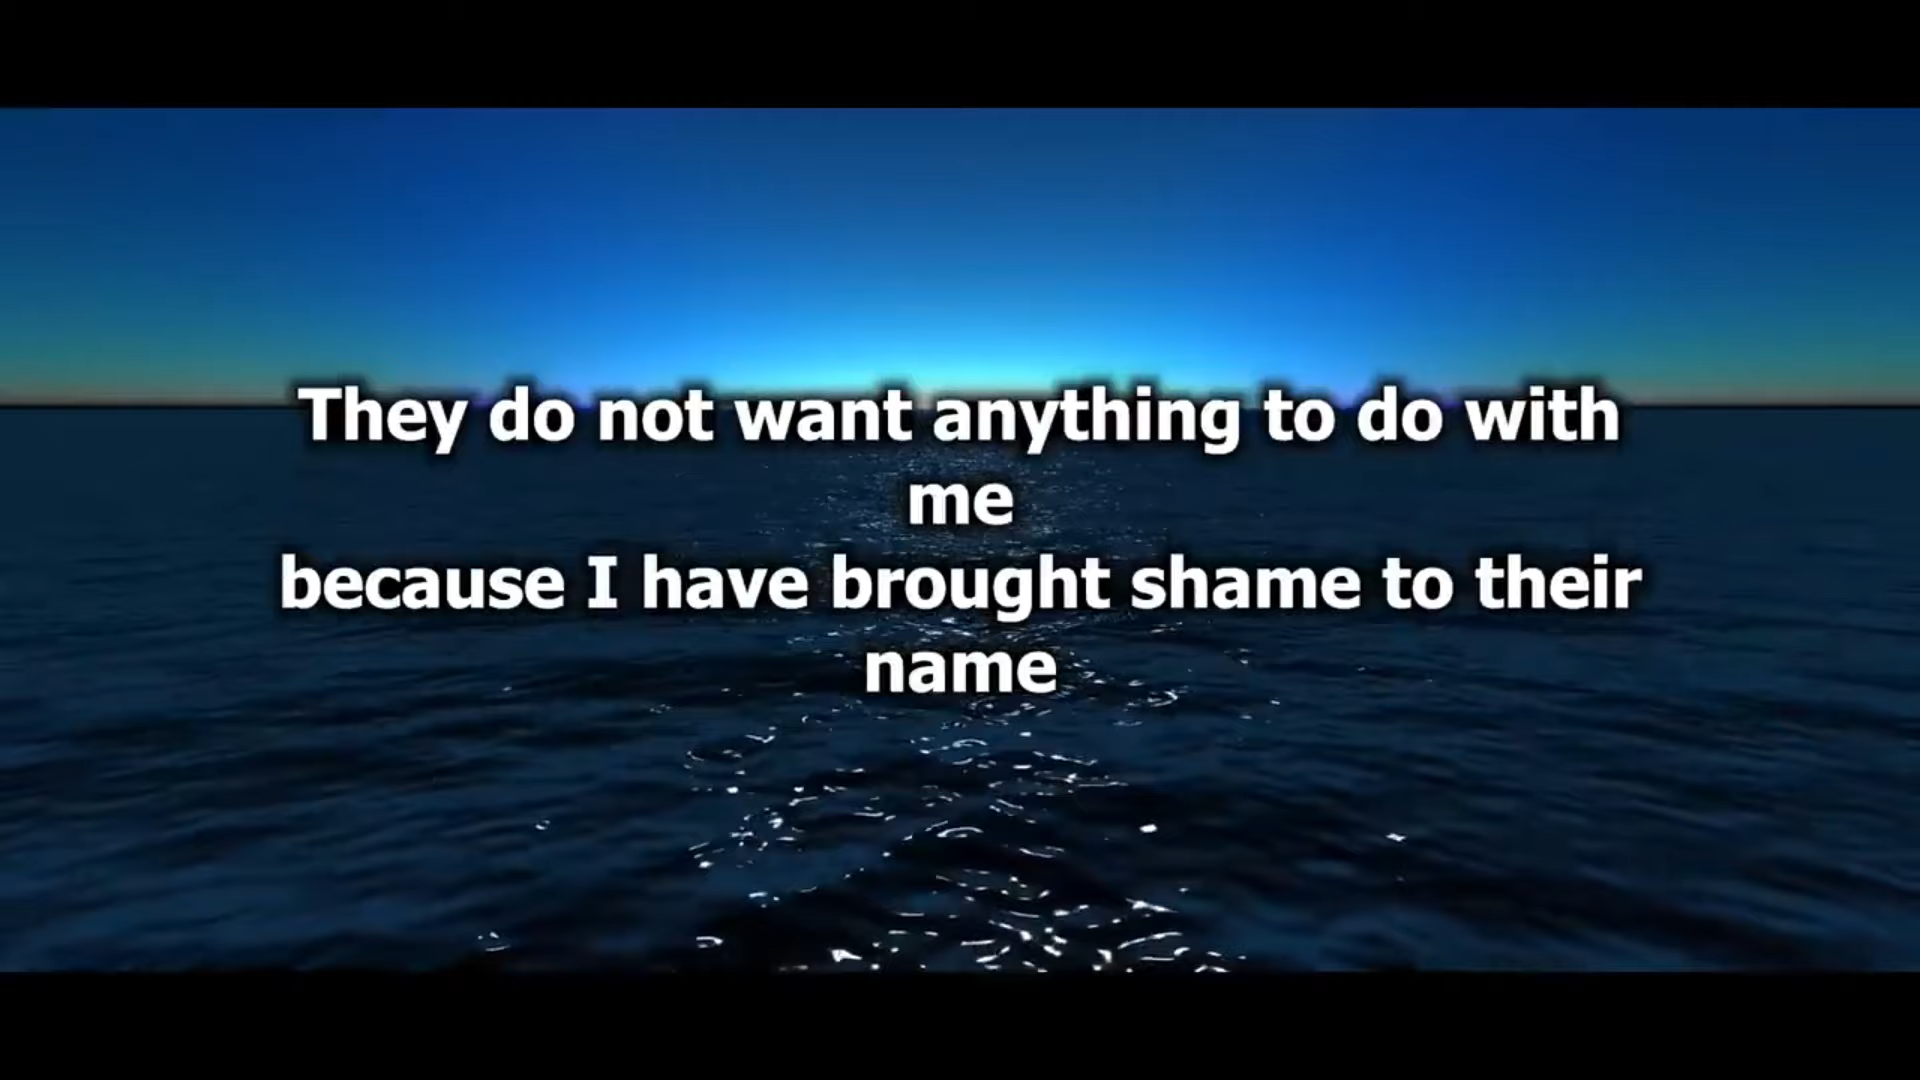 They do not want anything to do with
me
because I have brought shame to their
name